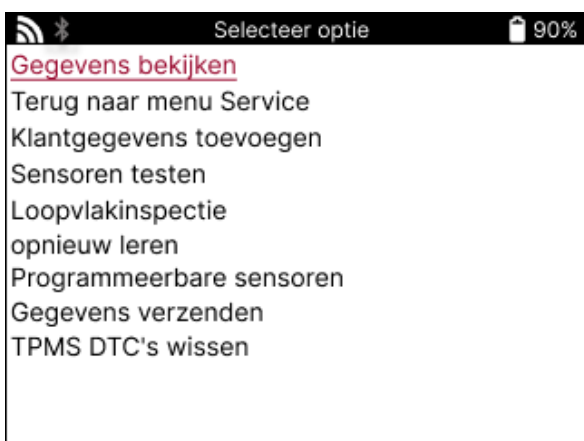 Selecteer optie 90%
Gegevens bekijken
Terug naar menu Service
Klantgegevens toevoegen
Sensoren testen
Loopvlakinspectie
opnieuw leren
Programmeerbare sensoren
Gegevens verzenden
TPMS DTC's wissen